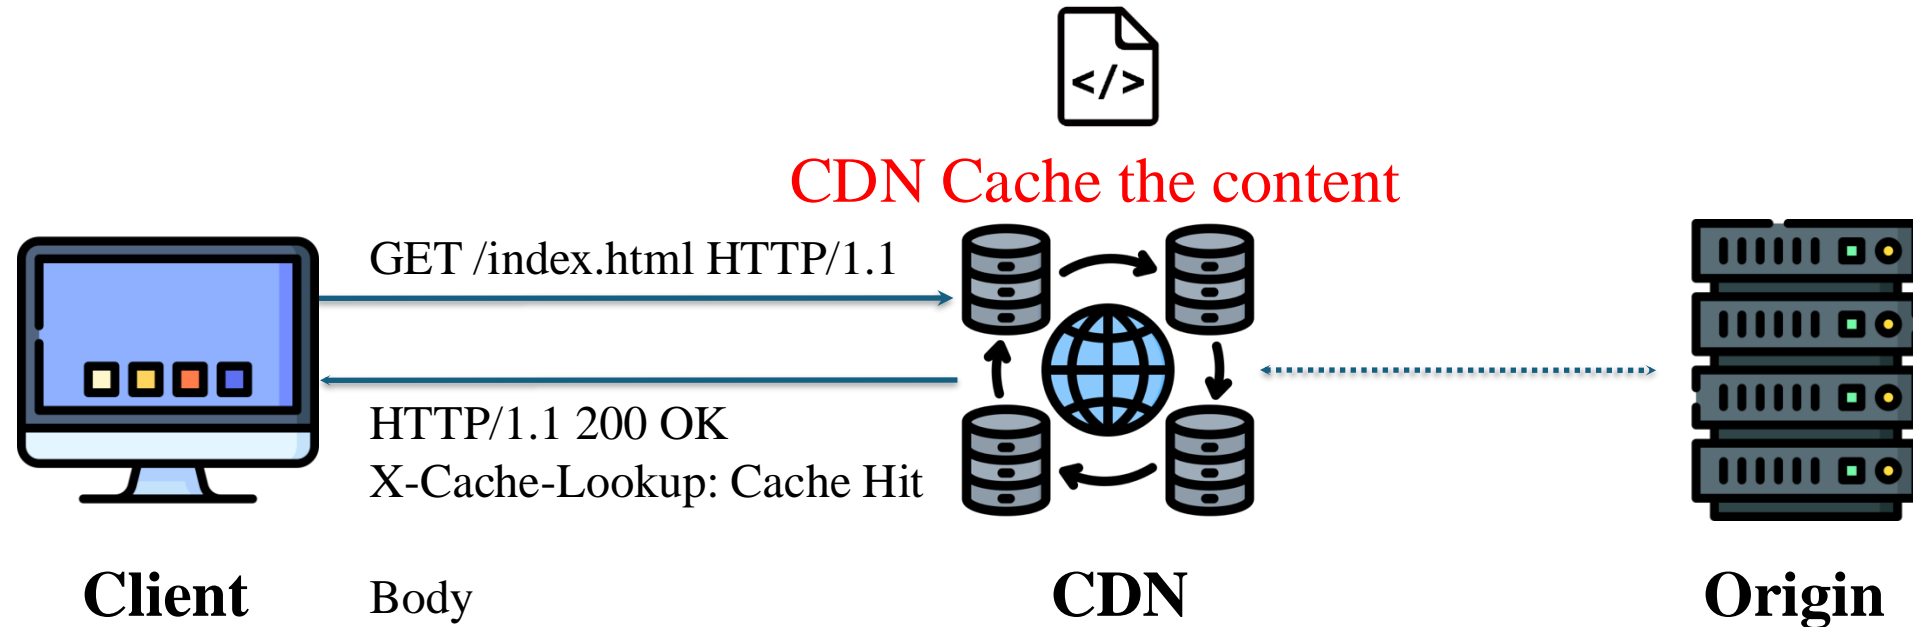 </>
CDN Cache the content
GET /index.html HTTP/1.1
HTTP/1.1 200 OK
X-Cache-Lookup: Cache Hit
Body
Client
CDN
Origin